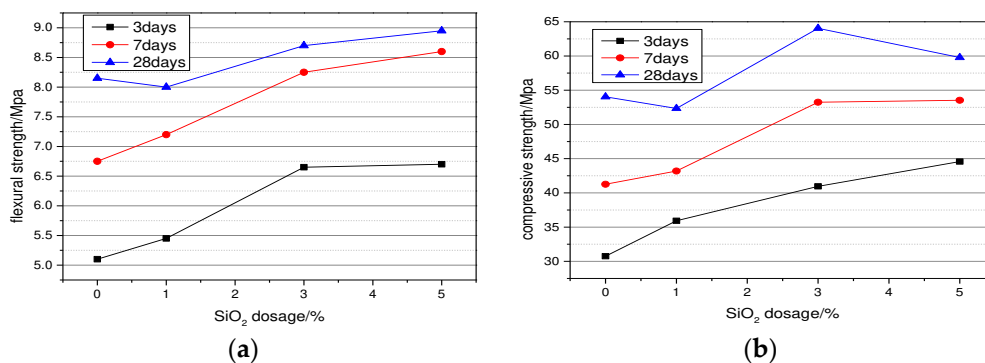 3days
7days
28days
9.0
8.5
8.0
7.5
7.0
6.5
6.0
5.5
5.0
flexural strength/Mpa
0
1
2
3
4
5
SiO₂ dosage/%
(a)
3days
7days
28days
65
60
55
50
45
40
35
30
compressive strength/Mpa
0
1
2
3
4
5
SiO₂ dosage/%
(b)